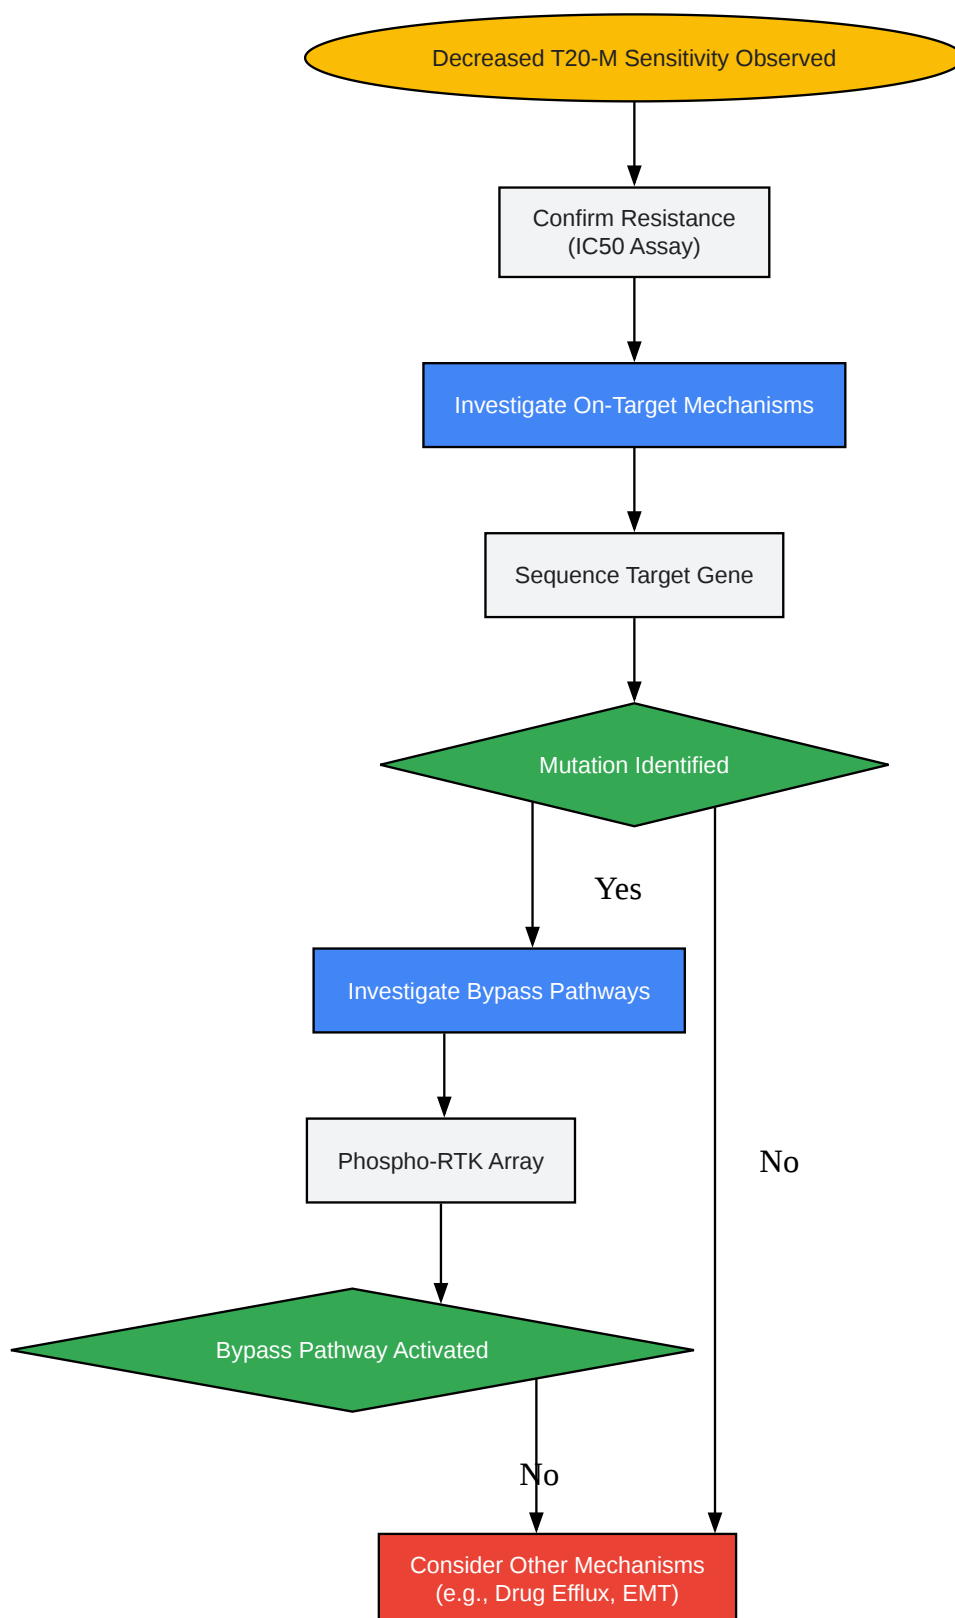 Decreased T20-M Sensitivity Observed
Confirm Resistance
(IC50 Assay)
Investigate On-Target Mechanisms
Sequence Target Gene
Mutation Identified
Yes
Investigate Bypass Pathways
Phospho-RTK Array
No
Bypass Pathway Activated
No
Consider Other Mechanisms
(e.g., Drug Efflux, EMT)